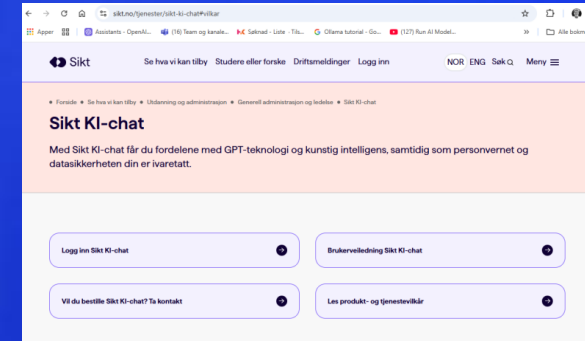 sikt.no/tjenester/sikt-ki-chat#vilkar
Apper Assistants - OpenAI... (16) Team og kanale... Søknad - Liste - Tils... Ollama tutorial - Go... (127) Run AI Model... » Alle bokm
Sikt Se hva vi kan tilby Studere eller forske Driftsmeldinger Logg inn NOR ENG Søk Meny
Forside Se hva vi kan tilby Utdanning og administrasjon Generell administrasjon og ledelse Sikt KI-chat
Sikt KI-chat
Med Sikt KI-chat får du fordelene med GPT-teknologi og kunstig intelligens, samtidig som personvernet og
datasikkerheten din er ivaretatt.
Logg inn Sikt KI-chat
Brukerveiledning Sikt KI-chat
Vil du bestille Sikt KI-chat? Ta kontakt
Les produkt- og tjenestevilkår